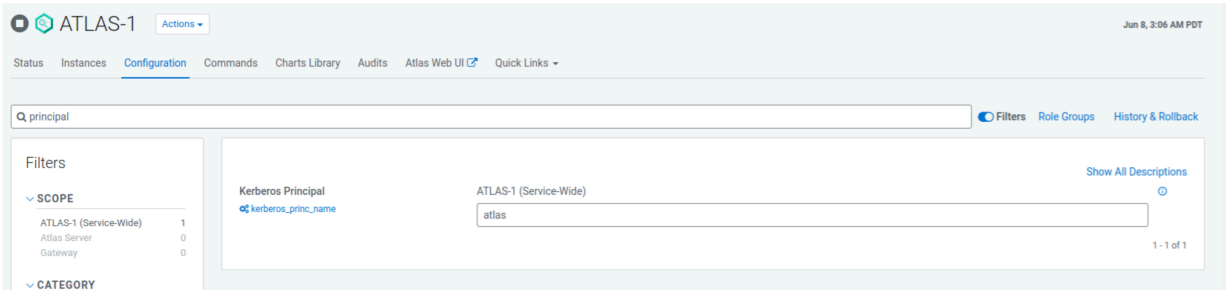 ATLAS-1 Actions Jun 8, 3:06 AM PDT
Status Instances Configuration Commands Charts Library Audits Atlas Web UI Quick Links
principal Filters Role Groups History & Rollback
Filters
Show All Descriptions
SCOPE
Kerberos Principal ATLAS-1 (Service-Wide)
kerberos_princ_name
atlas
ATLAS-1 (Service-Wide) 1
Atlas Server 0
Gateway 0
1 - 1 of 1
CATEGORY